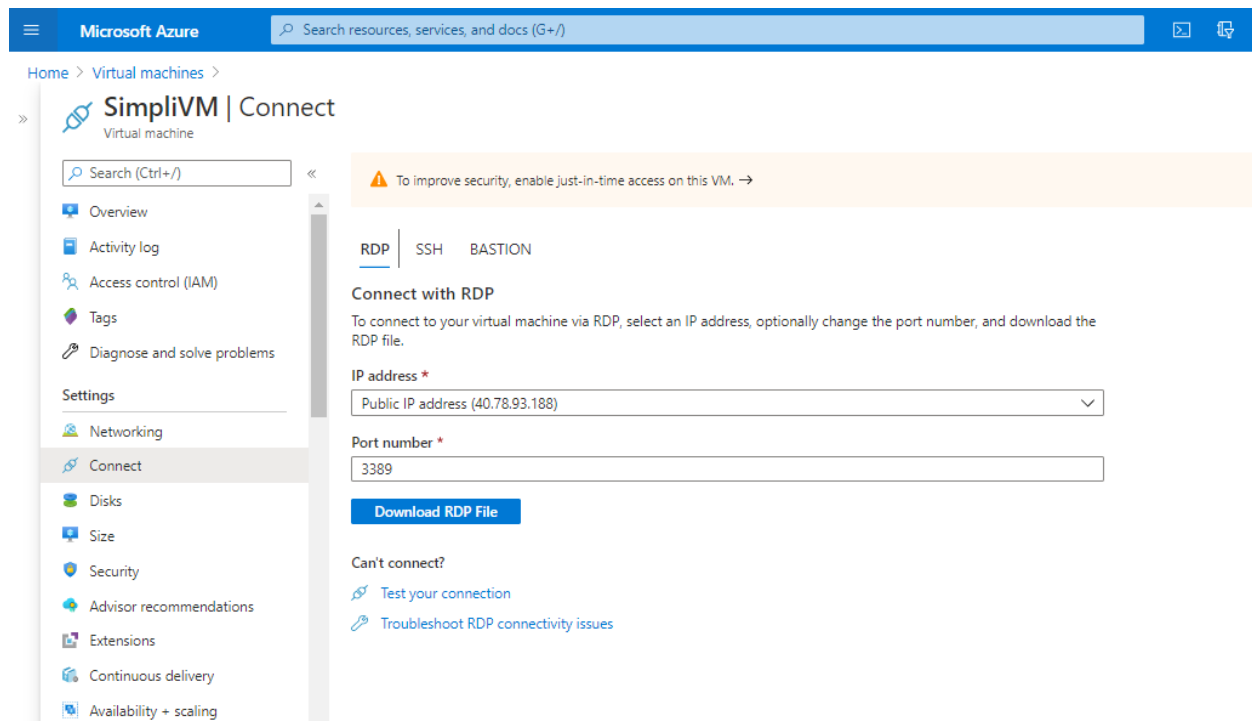 Microsoft Azure
Search resources, services, and docs (G+/)
Home > Virtual machines >
SimpliVM | Connect
Virtual machine
Search (Ctrl+/)
Overview
Activity log
Access control (IAM)
Tags
Diagnose and solve problems
Settings
Networking
Connect
Disks
Size
Security
Advisor recommendations
Extensions
Continuous delivery
Availability + scaling
To improve security, enable just-in-time access on this VM. →
RDP SSH BASTION
Connect with RDP
To connect to your virtual machine via RDP, select an IP address, optionally change the port number, and download the
RDP file.
IP address *
Public IP address (40.78.93.188)
Port number *
3389
Download RDP File
Can't connect?
Test your connection
Troubleshoot RDP connectivity issues